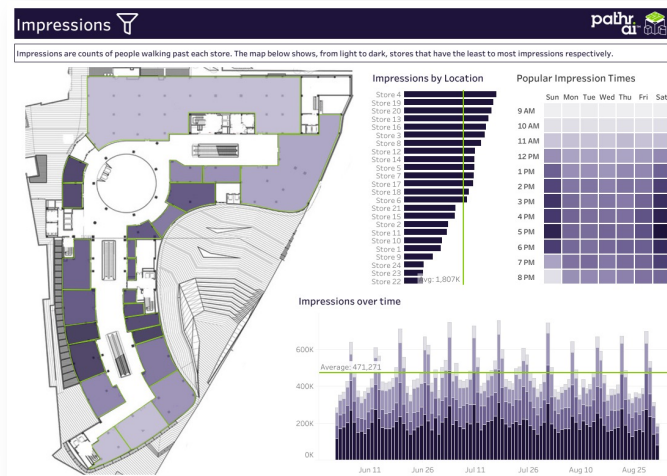 Impressions
pathr.ai™
Impressions are counts of people walking past each store. The map below shows, from light to dark, stores that have the least to most impressions respectively.
Impressions by Location
Store 4
Store 19
Store 20
Store 13
Store 16
Store 3
Store 8
Store 12
Store 14
Store 5
Store 7
Store 17
Store 18
Store 6
Store 21
Store 15
Store 2
Store 11
Store 10
Store 1
Store 9
Store 24
Store 23
Store 22
Avg: 1,807K
Popular Impression Times
Sun Mon Tue Wed Thu Fri Sat
9 AM
10 AM
11 AM
12 PM
1 PM
2 PM
3 PM
4 PM
5 PM
6 PM
7 PM
8 PM
Impressions over time
600K
Average: 471,271
400K
200K
0K
Jun 11 Jun 26 Jul 11 Jul 26 Aug 10 Aug 25